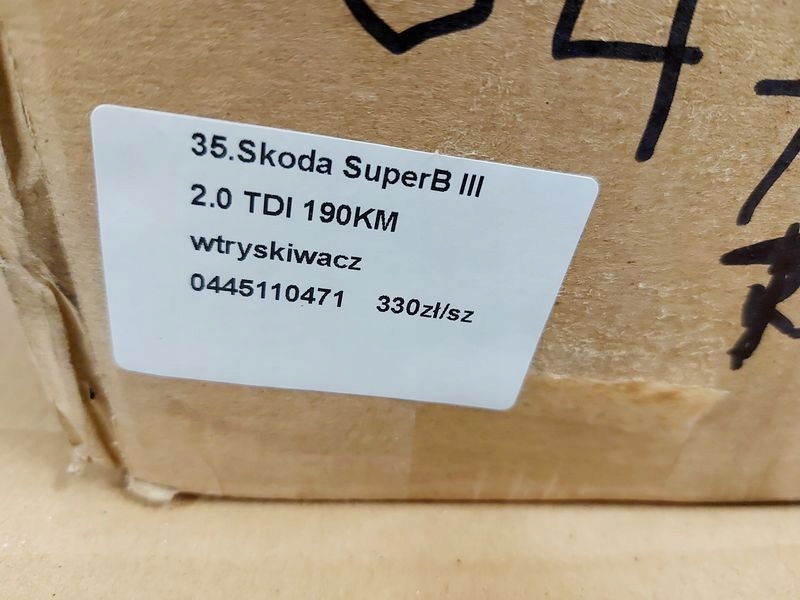 35.Skoda SuperB III
2.0 TDI 190KM
wtryskiwacz
0445110471 330zł/sz